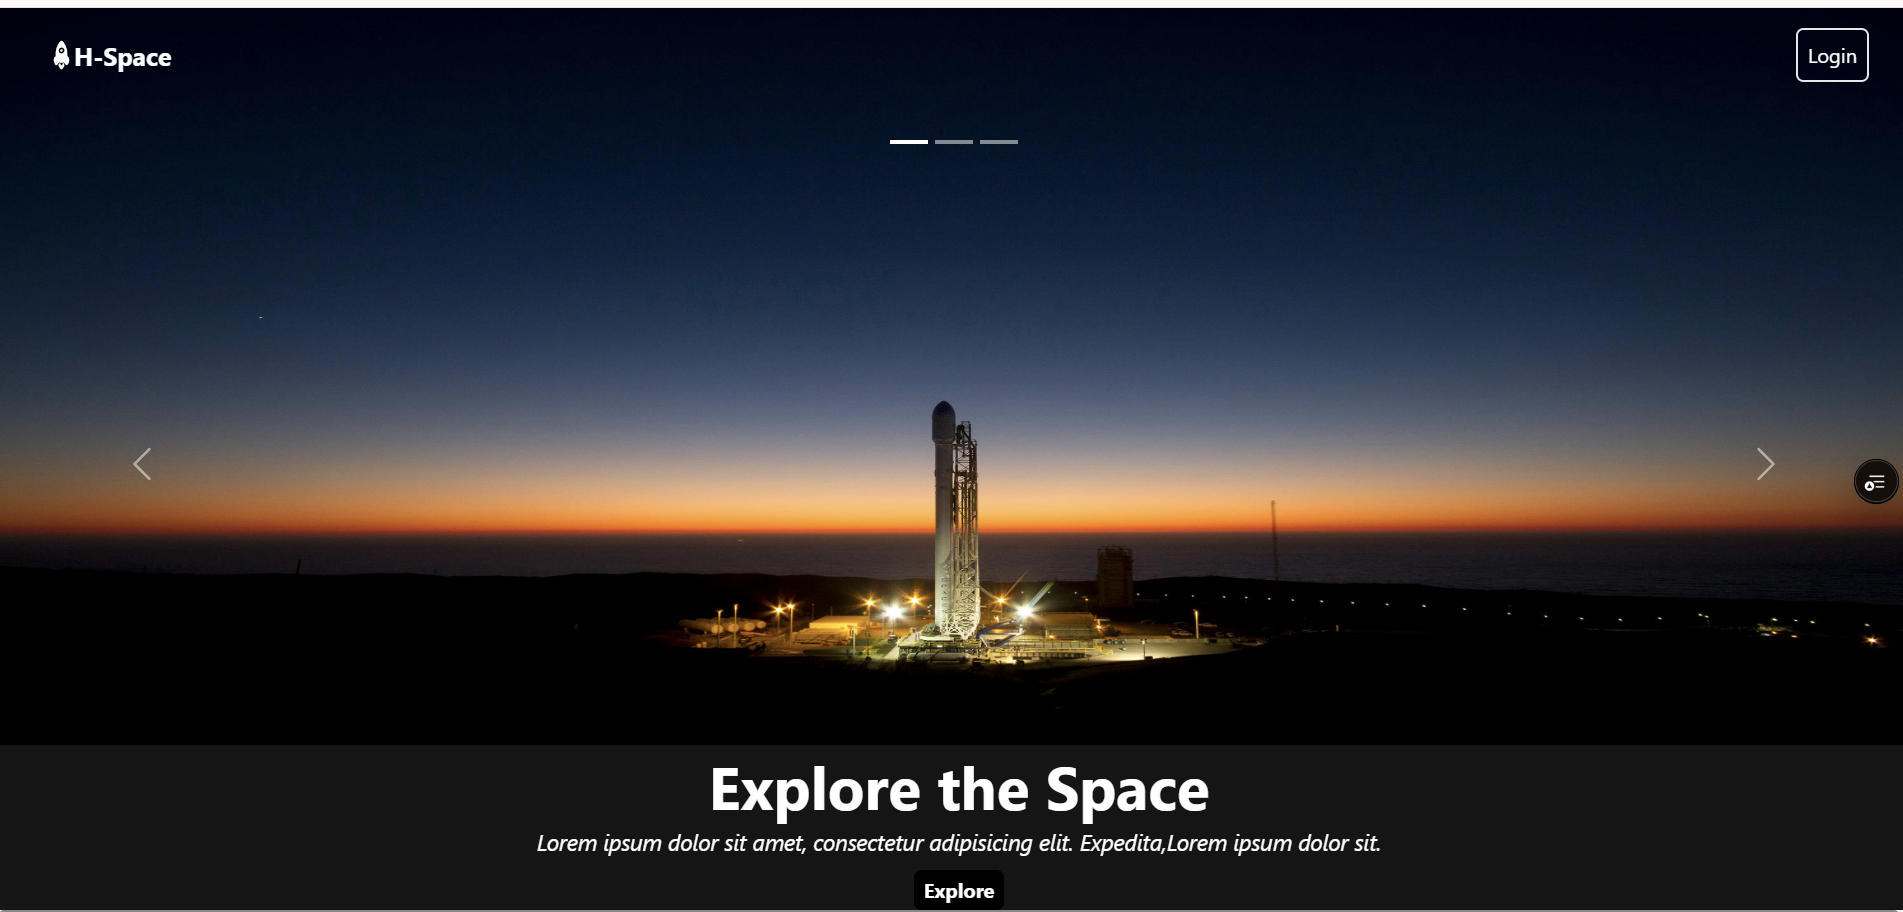 H-Space
Login
Explore the Space
Lorem ipsum dolor sit amet, consectetur adipisicing elit. Expedita,Lorem ipsum dolor sit.
Explore